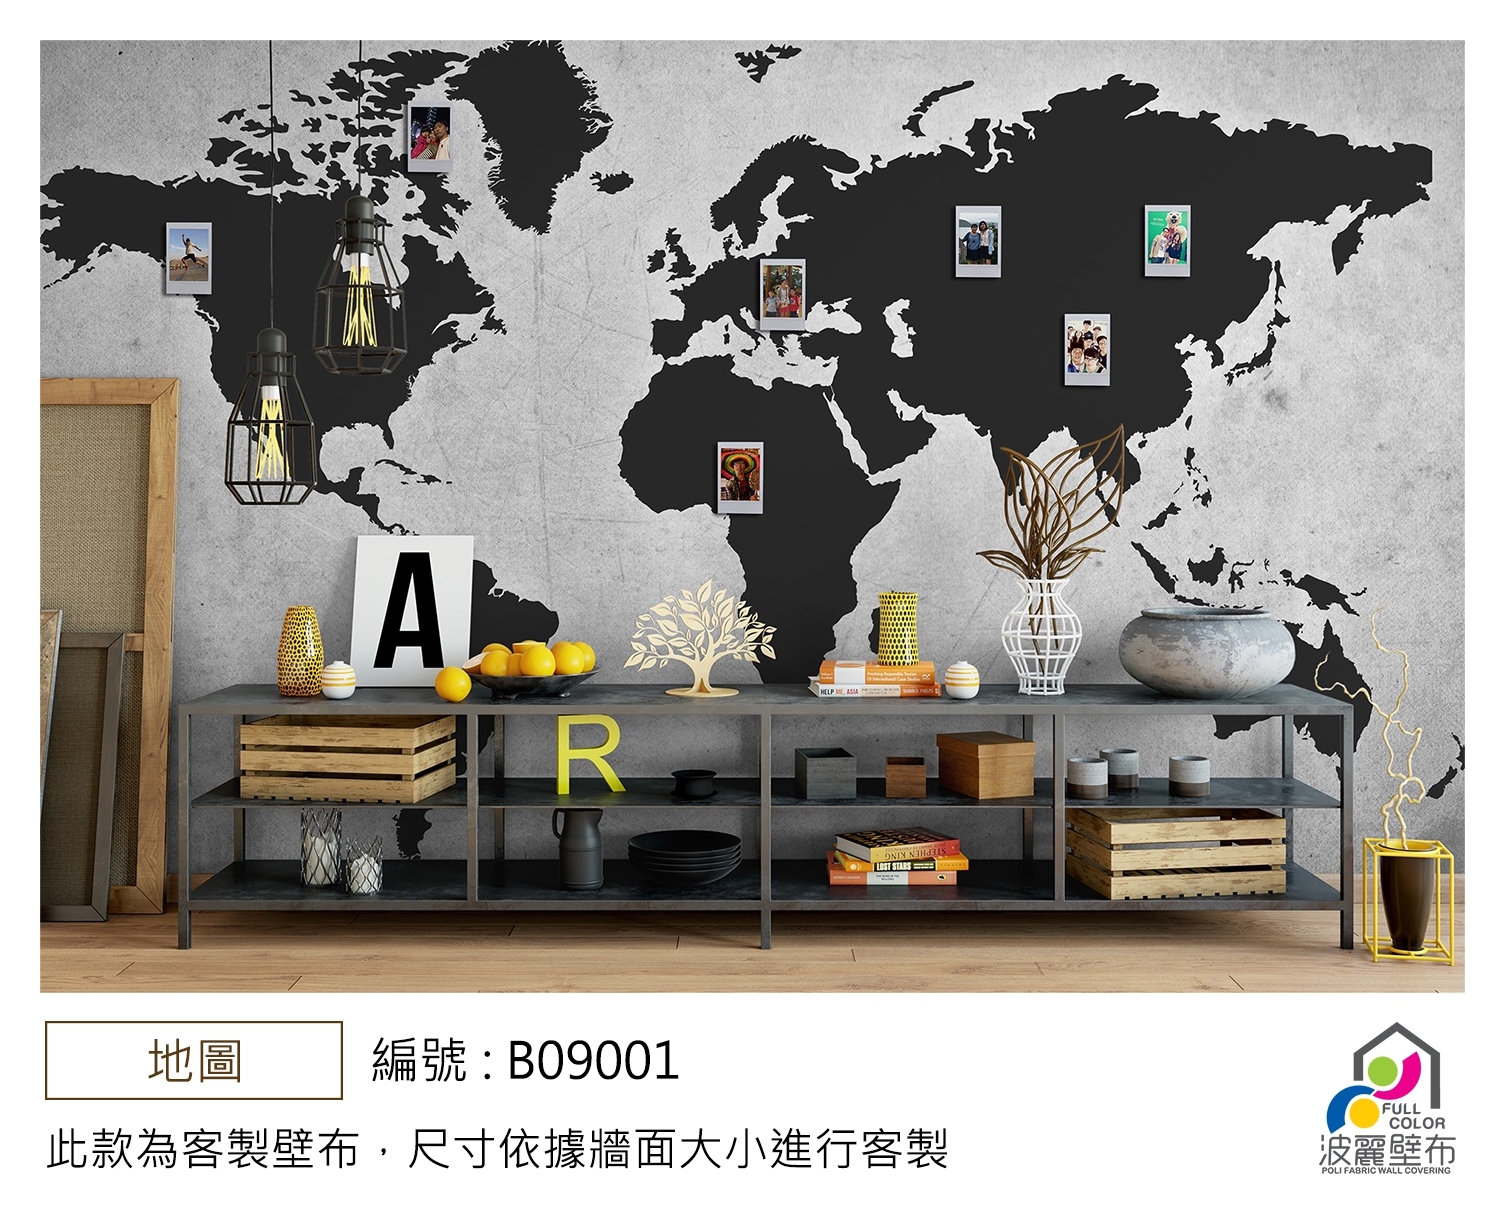 A
HELP ME, ASIA
R
STEPHEN KING
LOST STARS
地圖
編號 : B09001
此款為客製壁布，尺寸依據牆面大小進行客製
FULL
COLOR
波麗壁布
POLI FABRIC WALL COVERING